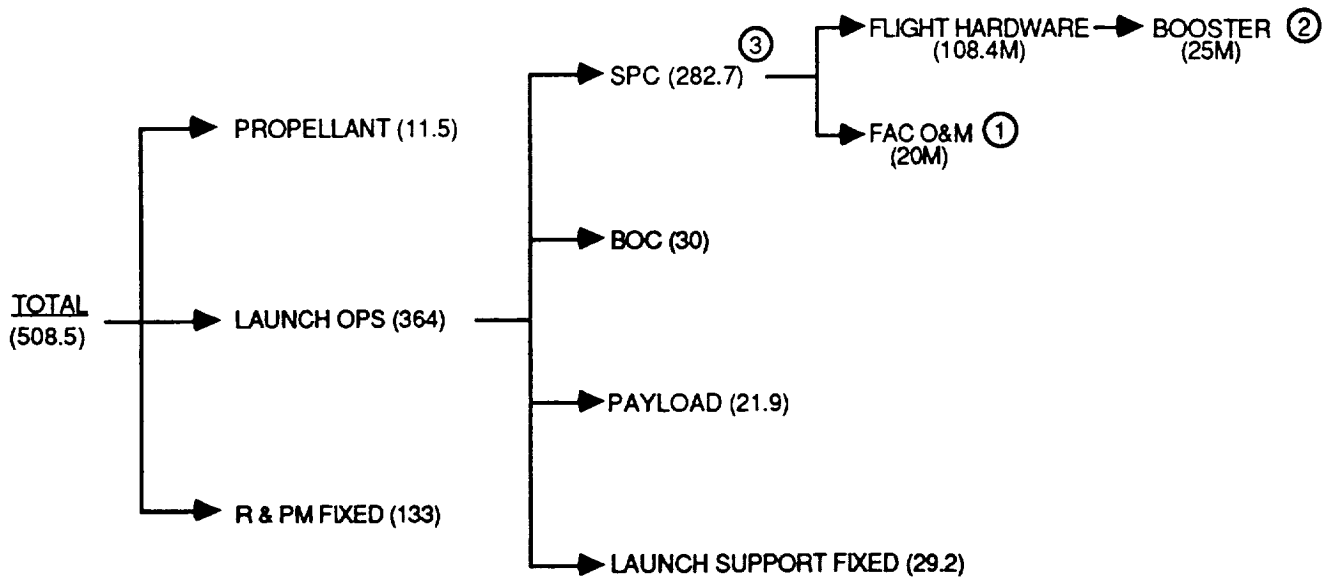 ③
FLIGHT HARDWARE
(108.4M)
BOOSTER ②
(25M)
SPC (282.7)
FAC O&M ①
(20M)
PROPELLANT (11.5)
BOC (30)
TOTAL
(508.5)
LAUNCH OPS (364)
PAYLOAD (21.9)
R & PM FIXED (133)
LAUNCH SUPPORT FIXED (29.2)